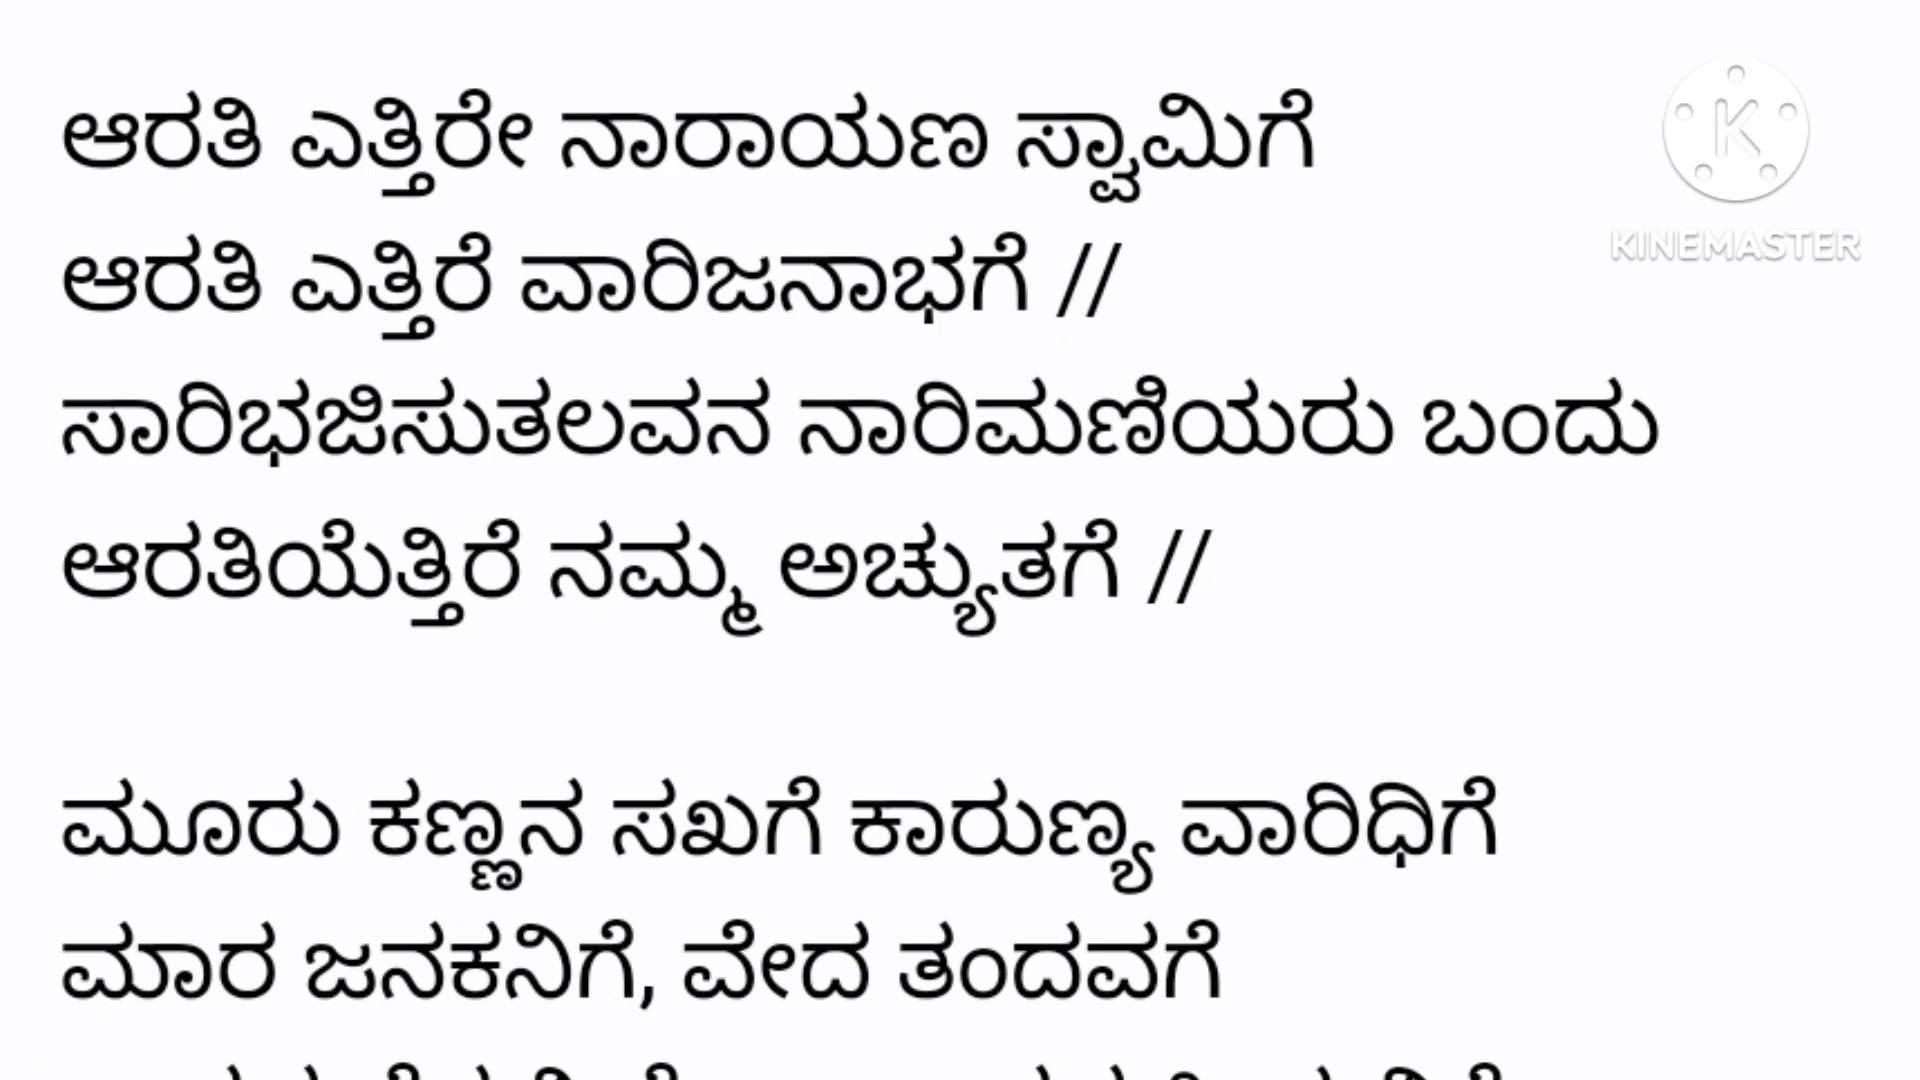 ಆರತಿ ಎತ್ತಿರೇ ನಾರಾಯಣ ಸ್ವಾಮಿಗೆ
ಆರತಿ ಎತ್ತಿರೆ ವಾರಿಜನಾಭಗೆ //
ಸಾರಿಭಜಿಸುತಲವನ ನಾರಿಮಣಿಯರು ಬಂದು
ಆರತಿಯೆತ್ತಿರೆ ನಮ್ಮ ಅಚ್ಯುತಗೆ //
ಮೂರು ಕಣ್ಣನ ಸಖಗೆ ಕಾರುಣ್ಯ ವಾರಿಧಿಗೆ
ಮಾರ ಜನಕನಿಗೆ, ವೇದ ತಂದವಗೆ
K
KINEMASTER